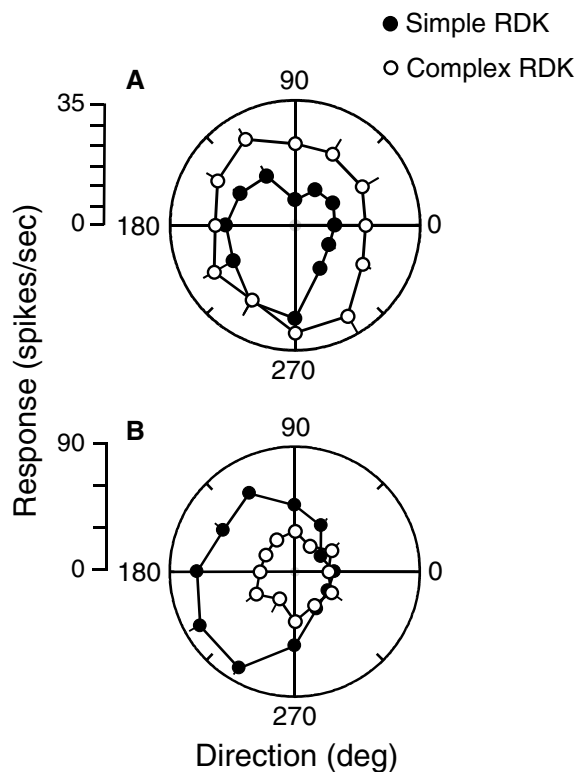 Simple RDK
Complex RDK
A
90
35
0
180
0
270
Response (spikes/sec)
B
90
90
0
180
0
270
Direction (deg)